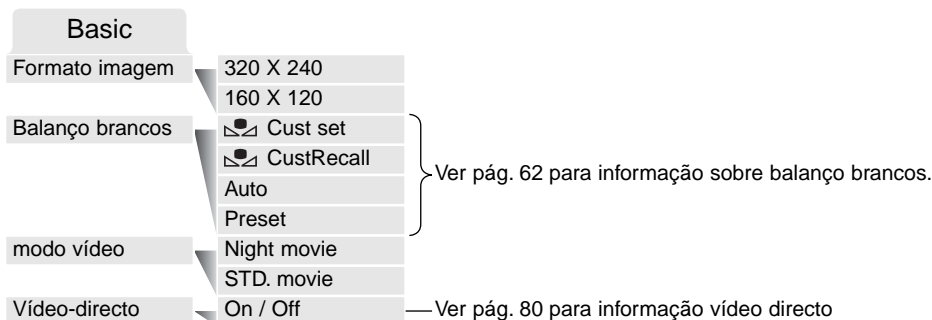 Basic
Formato imagem 320 X 240
160 X 120
Balanço brancos Cust set
CustRecall
Auto
Preset
Ver pág. 62 para informação sobre balanço brancos.
modo vídeo Night movie
STD. movie
Vídeo-directo On / Off Ver pág. 80 para informação vídeo directo